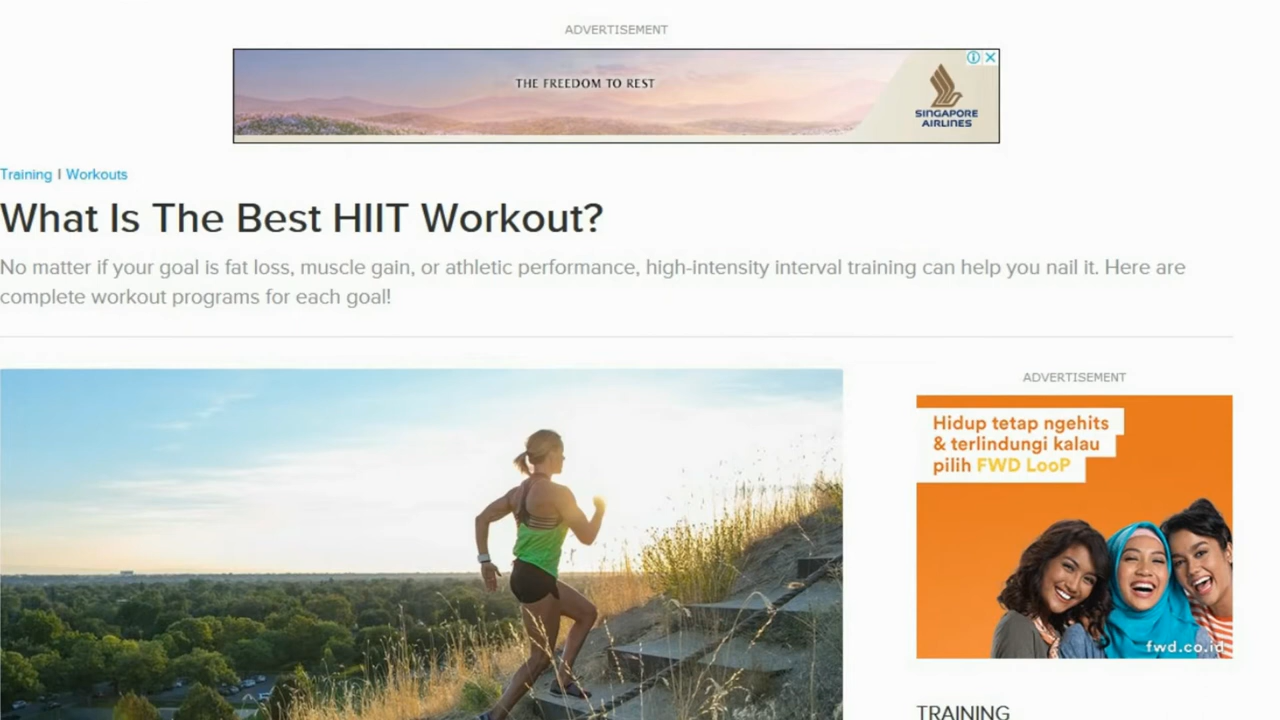 ADVERTISEMENT
THE FREEDOM TO REST
SINGAPORE
AIRLINES
Training | Workouts
What Is The Best HIIT Workout?
No matter if your goal is fat loss, muscle gain, or athletic performance, high-intensity interval training can help you nail it. Here are
complete workout programs for each goal!
ADVERTISEMENT
Hidup tetap ngehits
& terlindungi kalau
pilih FWD LooP
fwd.co.id
TRAINING